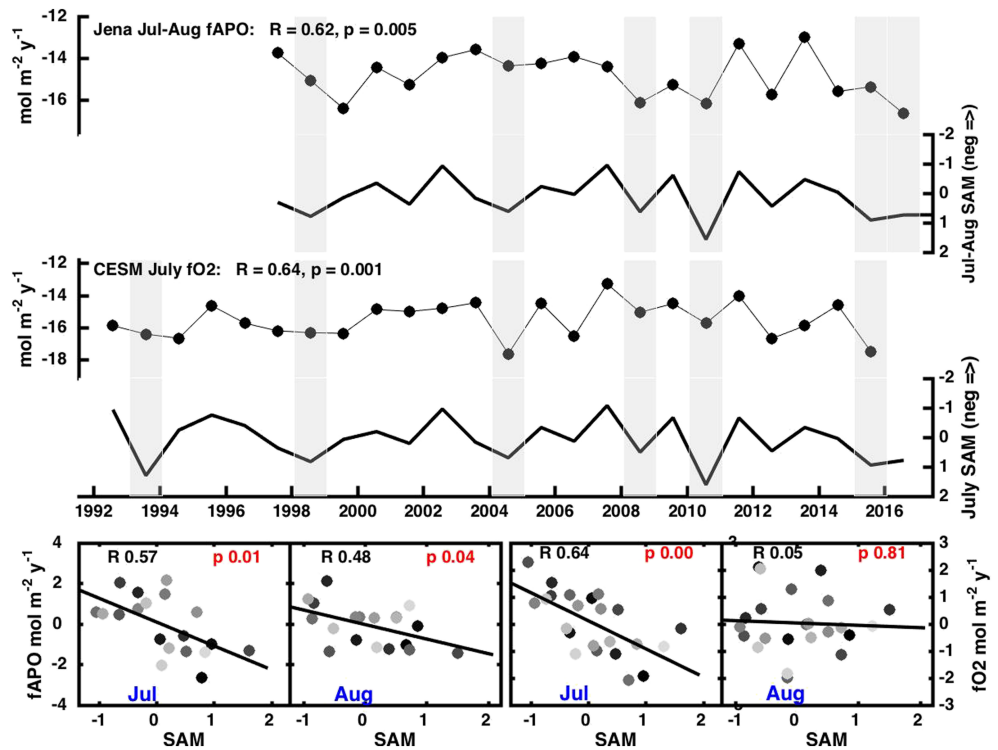 Jena Jul-Aug fAPO: R = 0.62, p = 0.005
mol m-2 y-1
-12
-14
-16
-2
-1
0
1
2
Jul-Aug SAM (neg =>)
CESM July fO2: R = 0.64, p = 0.001
mol m-2 y-1
-12
-14
-16
-18
-2
-1
0
1
2
July SAM (neg =>)
1992 1994 1996 1998 2000 2002 2004 2006 2008 2010 2012 2014 2016
fAPO mol m-2 y-1
4
2
0
-2
-4
R 0.57 p 0.01
Jul
-1 0 1 2
SAM
R 0.48 p 0.04
Aug
-1 0 1 2
SAM
R 0.64 p 0.00
Jul
-1 0 1 2
SAM
R 0.05 p 0.81
Aug
-1 0 1 2
SAM
3
2
1
0
-1
-2
-3
fO2 mol m-2 y-1